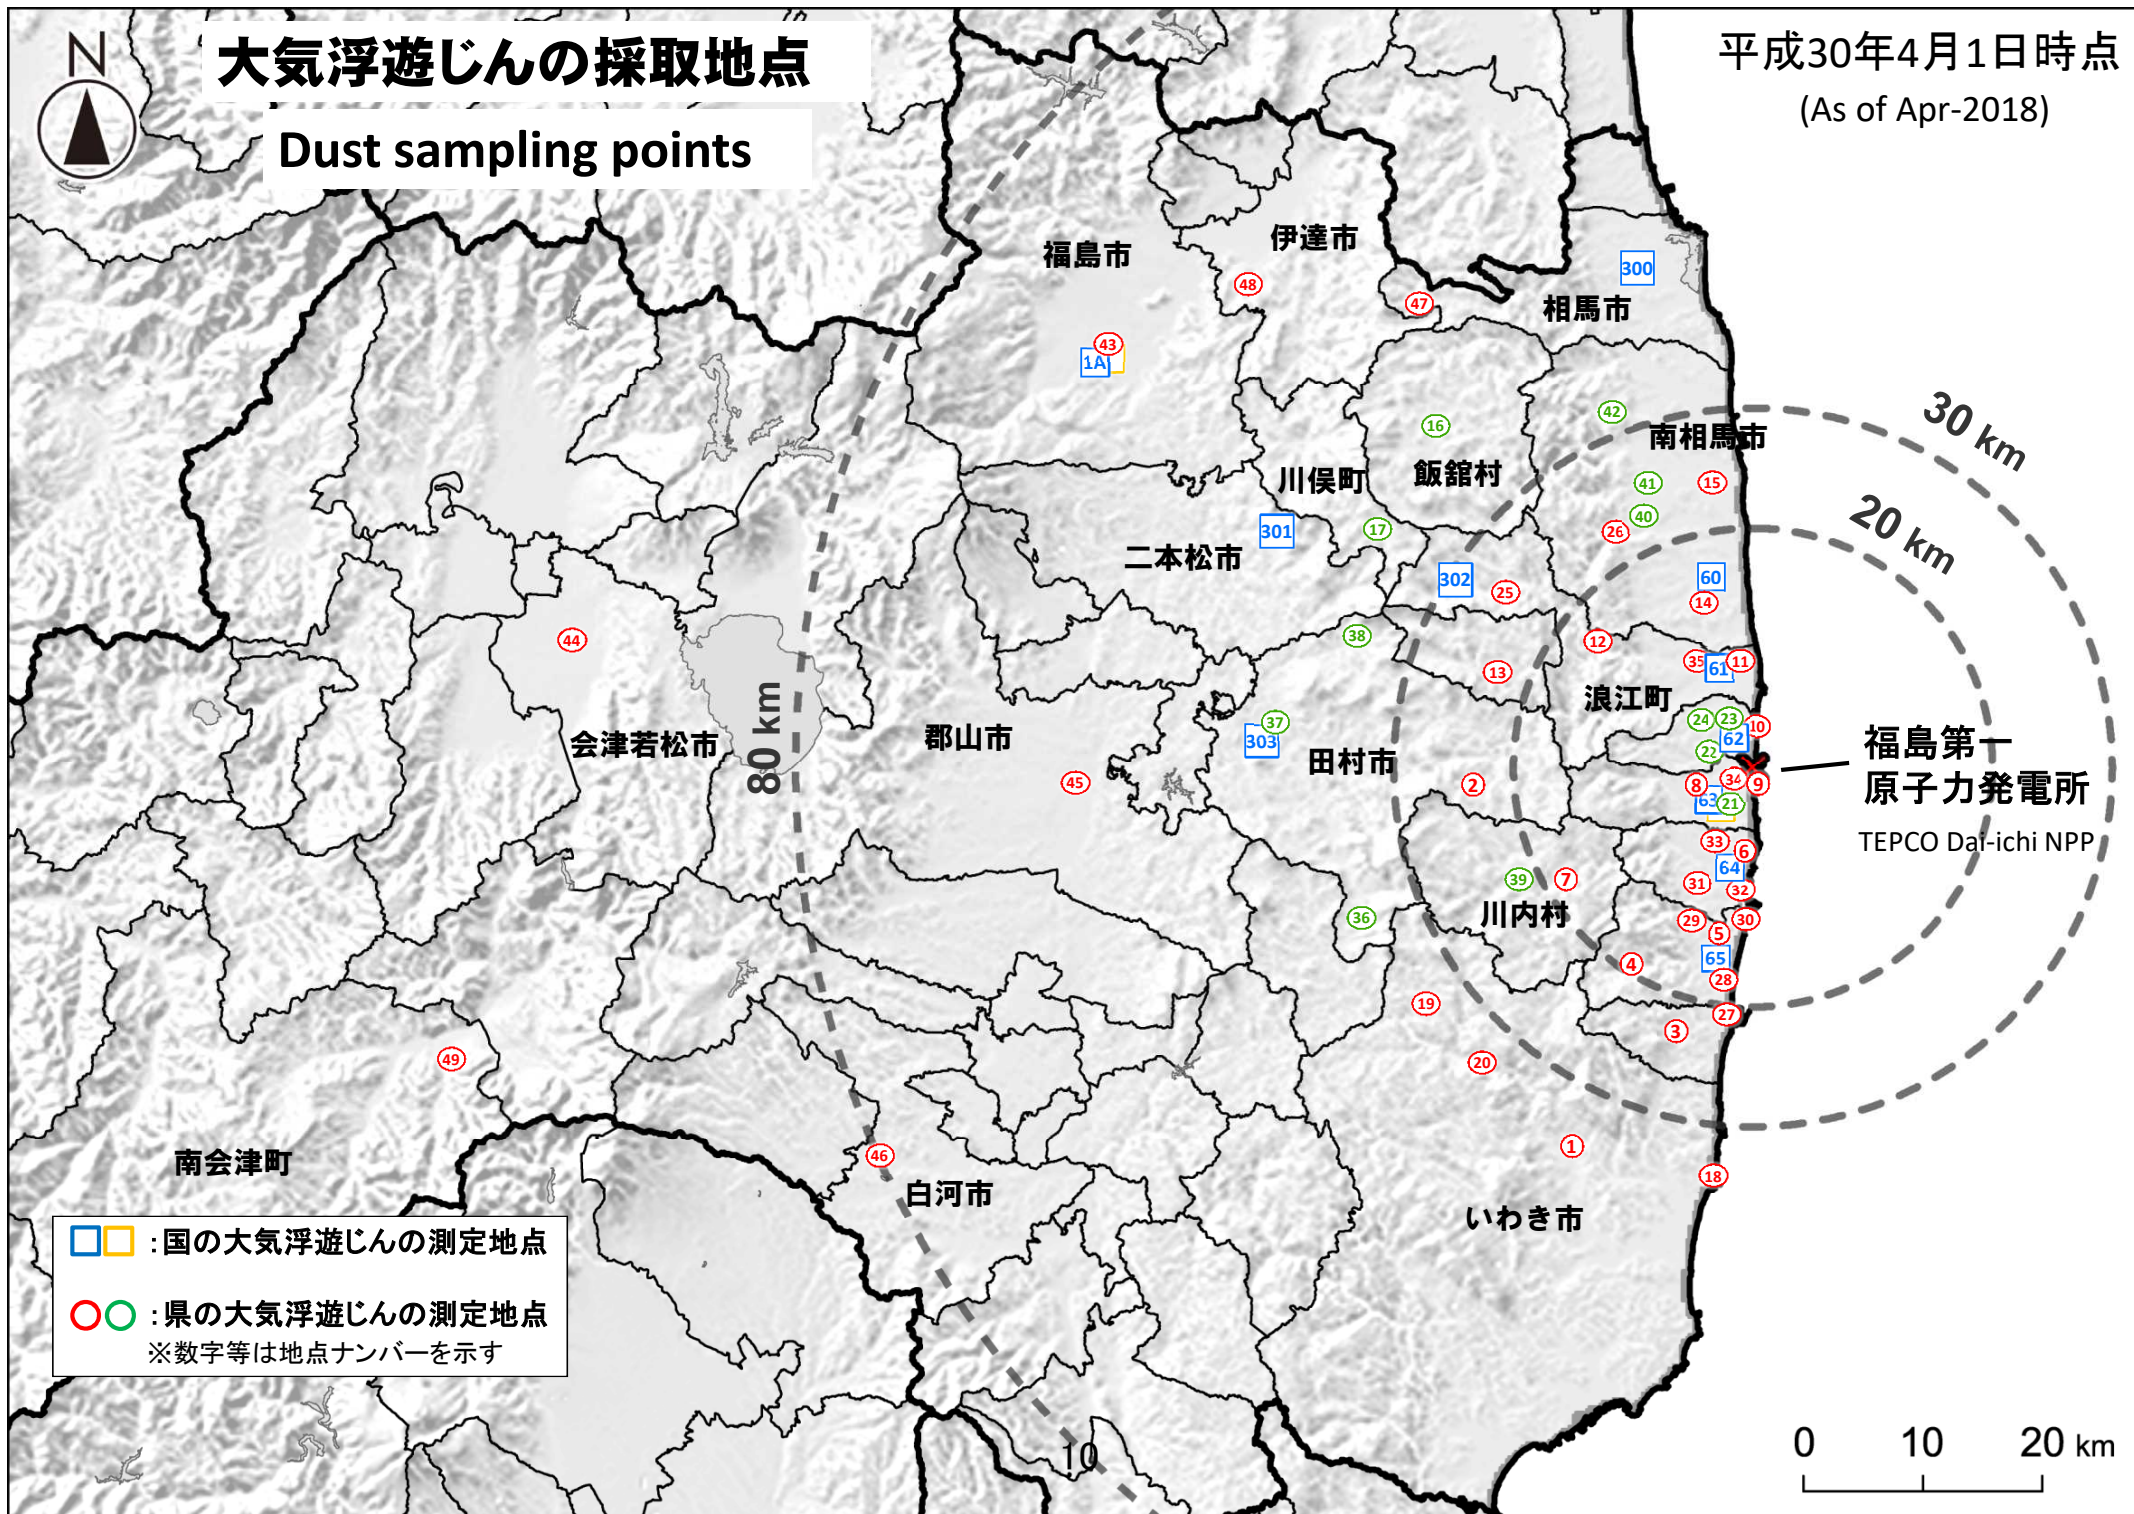 N
大気浮遊じんの採取地点
Dust sampling points
平成30年4月1日時点
(As of Apr-2018)
福島市
伊達市
300
相馬市
48
47
43
1A
30 km
42
16
南相馬市
川俣町
飯舘村
41
15
20 km
40
301
17
26
二本松市
302
60
25
14
44
38
12
13
35
61
11
浪江町
80 km
会津若松市
郡山市
37
303
田村市
24
23
10
62
22
福島第一
原子力発電所
TEPCO Dai-ichi NPP
45
2
8
34
9
63
21
33
6
64
39
7
31
32
川内村
36
29
30
5
4
65
28
19
27
3
49
20
南会津町
46
白河市
1
18
いわき市
:国の大気浮遊じんの測定地点
:県の大気浮遊じんの測定地点
※数字等は地点ナンバーを示す
10
0 10 20 km